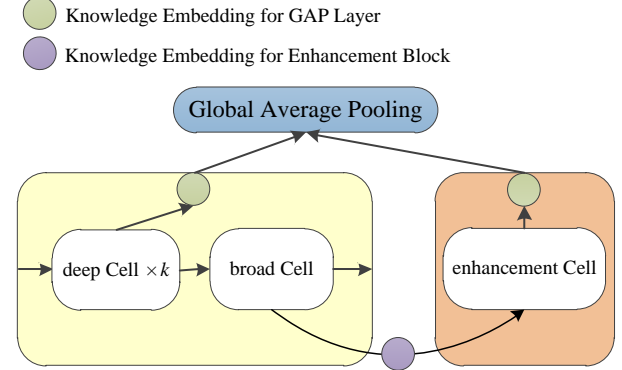 Knowledge Embedding for GAP Layer
Knowledge Embedding for Enhancement Block
Global Average Pooling
deep Cell ×k
broad Cell
enhancement Cell